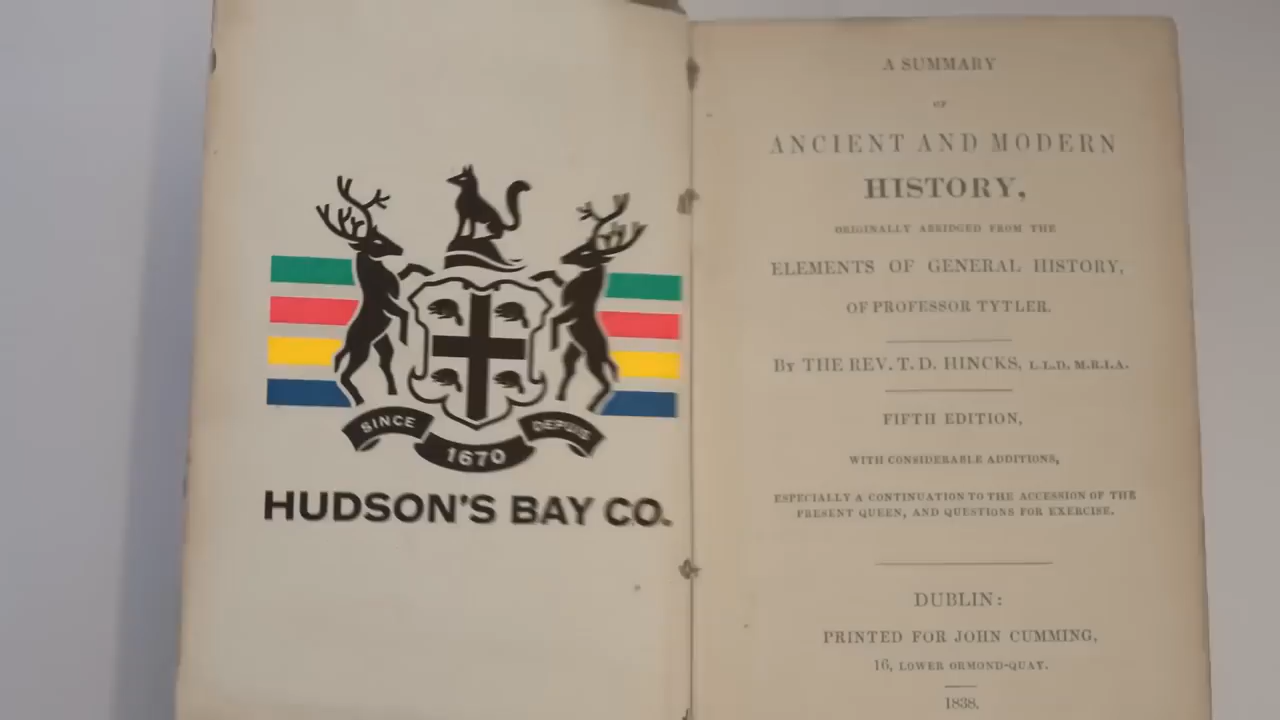 SINCE
DEPUIS
1670
HUDSON'S BAY CO.
A SUMMARY
OF
ANCIENT AND MODERN
HISTORY,
ORIGINALLY ABRIDGED FROM THE
ELEMENTS OF GENERAL HISTORY,
OF PROFESSOR TYTLER.
By THE REV. T. D. HINCKS, L.L.D. M.R.I.A.
FIFTH EDITION,
WITH CONSIDERABLE ADDITIONS,
ESPECIALLY A CONTINUATION TO THE ACCESSION OF THE
PRESENT QUEEN, AND QUESTIONS FOR EXERCISE.
DUBLIN:
PRINTED FOR JOHN CUMMING,
16, LOWER ORMOND-QUAY.
1838.